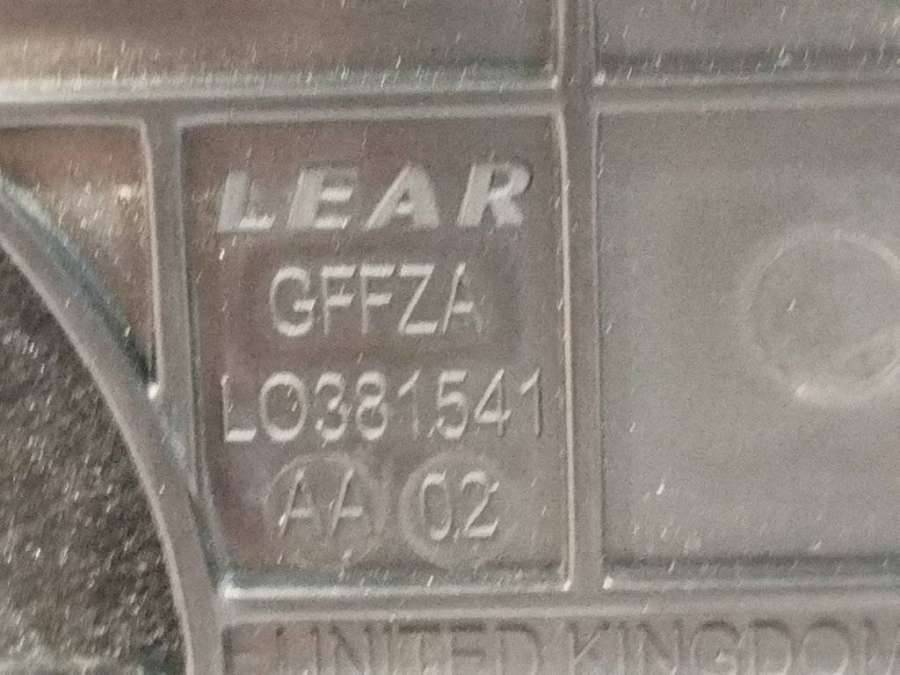 LEAR
GFFZA
LO381541
AA 02
UNITED KINGDOM